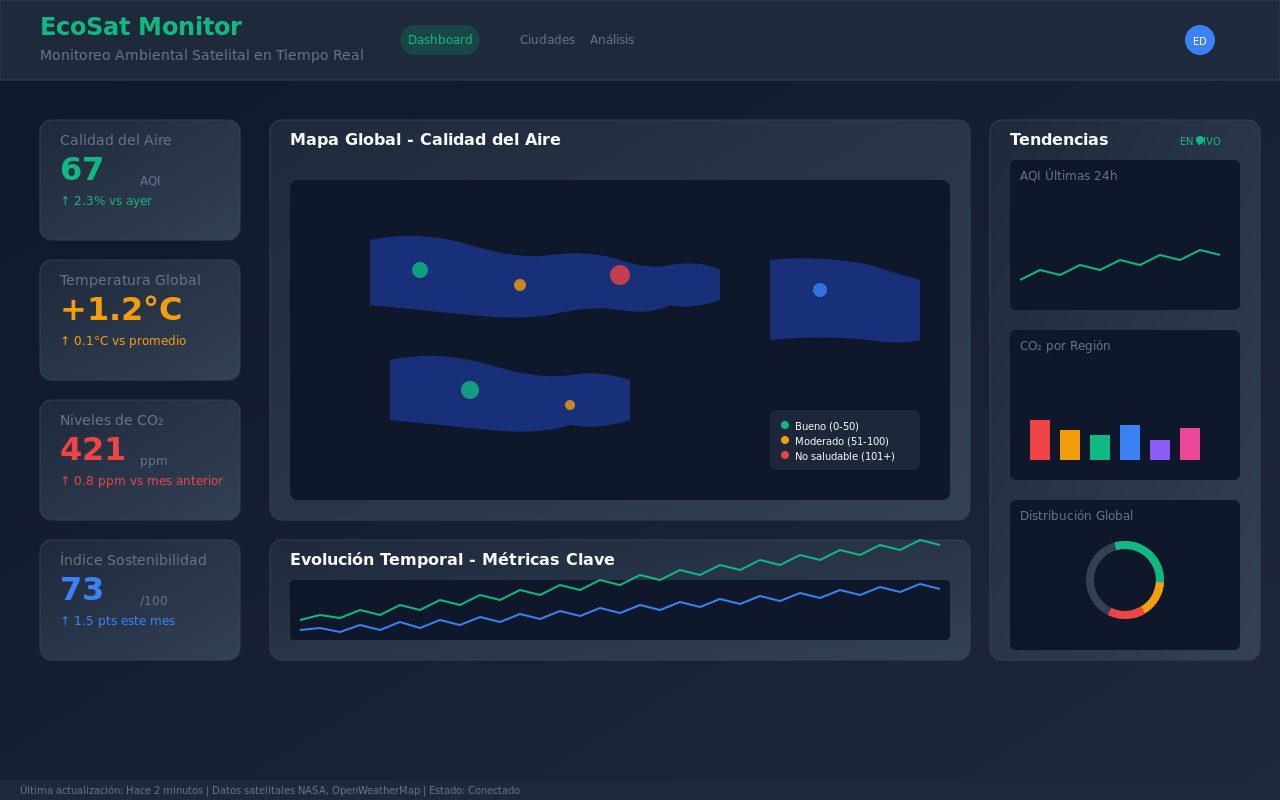 EcoSat Monitor
Monitoreo Ambiental Satelital en Tiempo Real
Dashboard
Ciudades
Análisis
ED
Calidad del Aire
67
AQI
↑ 2.3% vs ayer
Temperatura Global
+1.2°C
↑ 0.1°C vs promedio
Niveles de CO₂
421
ppm
↑ 0.8 ppm vs mes anterior
Índice Sostenibilidad
73
/100
↑ 1.5 pts este mes
Mapa Global - Calidad del Aire
Bueno (0-50)
Moderado (51-100)
No saludable (101+)
Evolución Temporal - Métricas Clave
Tendencias
EN VIVO
AQI Últimas 24h
CO₂ por Región
Distribución Global
Última actualización: Hace 2 minutos | Datos satelitales NASA, OpenWeatherMap | Estado: Conectado